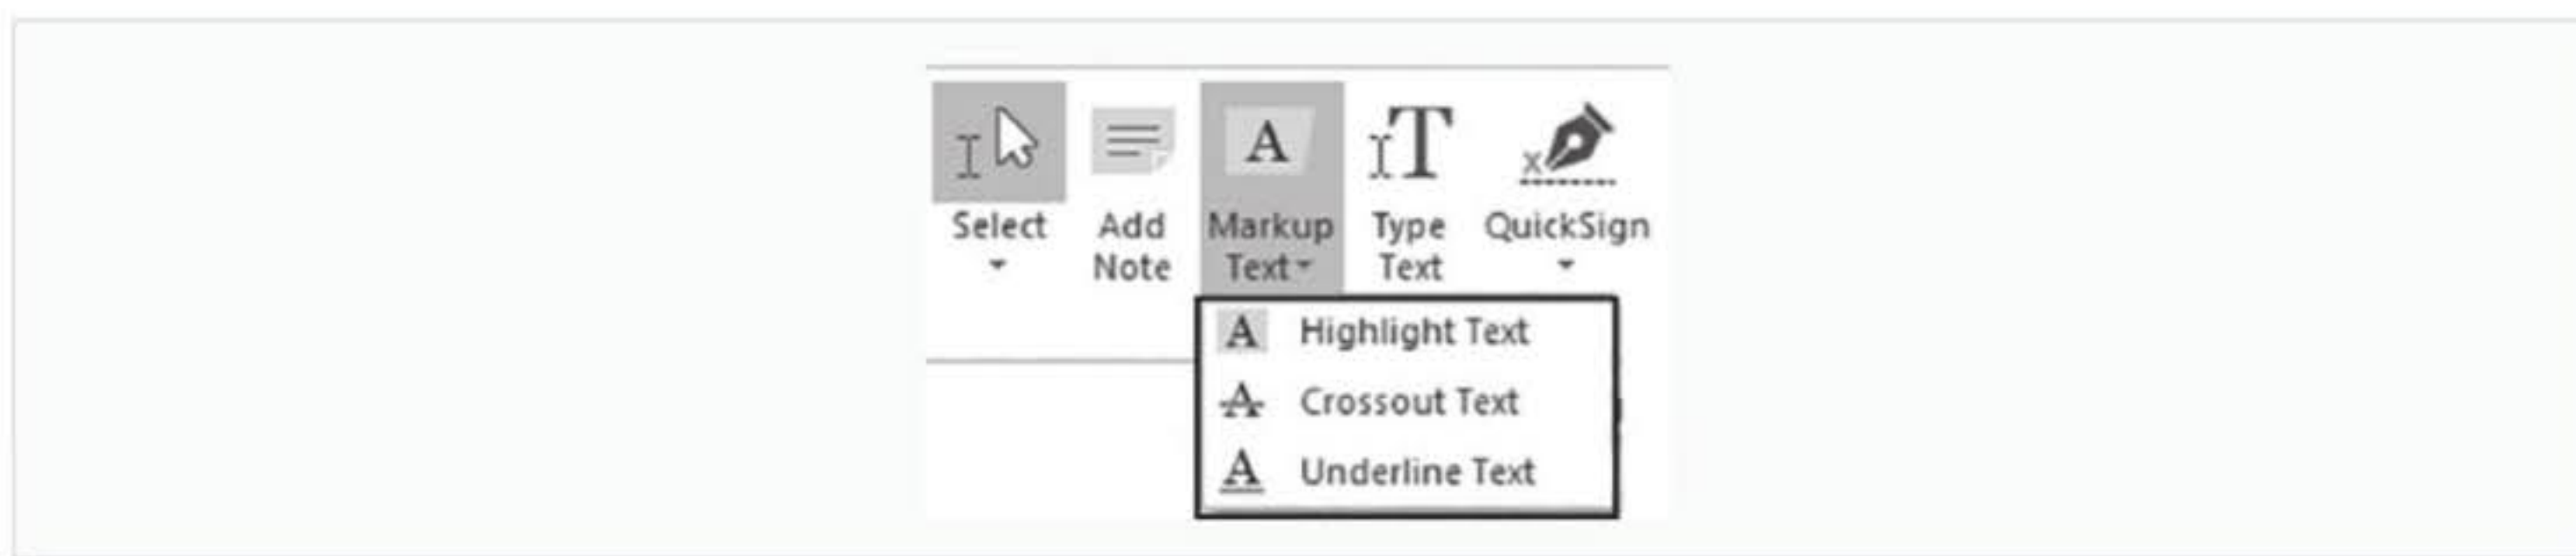 Select
Add Note
Markup Text
Type Text
QuickSign
Highlight Text
Crossout Text
Underline Text